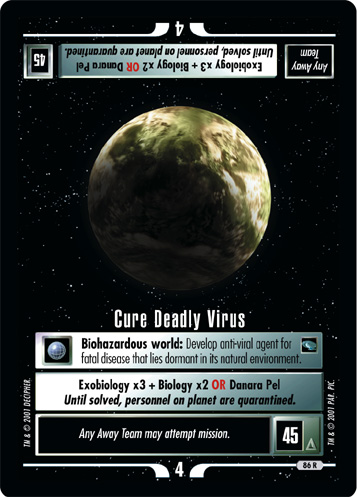 4
Any Away
Team
Exobiology x3 + Biology x2 OR Danara Pel
Until solved, personnel on planet are quarantined.
45
Cure Deadly Virus
Biohazardous world: Develop anti-viral agent for
fatal disease that lies dormant in its natural environment.
Exobiology x3 + Biology x2 OR Danara Pel
Until solved, personnel on planet are quarantined.
Any Away Team may attempt mission.
45
4
86 R
TM & © 2001 DECIPHER.
TM & © 2001 PAR. PIC.